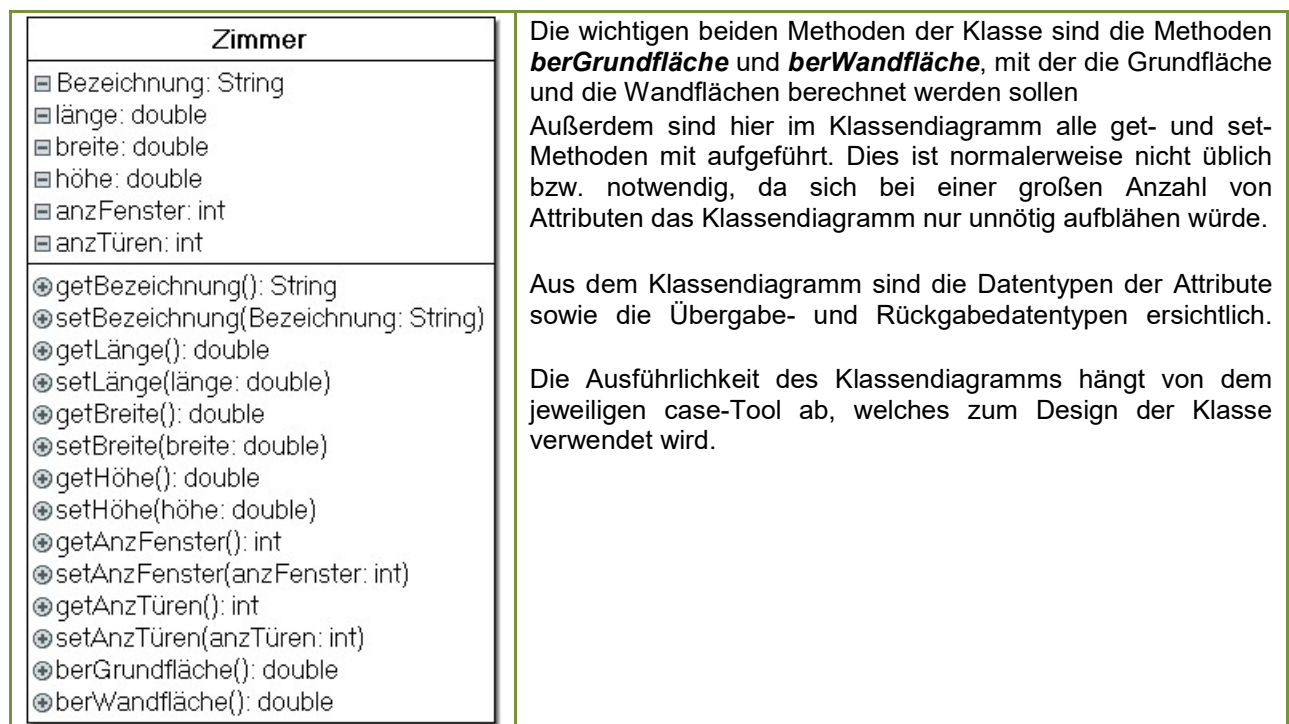 Zimmer
Bezeichnung: String
länge: double
breite: double
höhe: double
anzFenster: int
anzTüren: int
getBezeichnung(): String
setBezeichnung(Bezeichnung: String)
getLänge(): double
setLänge(länge: double)
getBreite(): double
setBreite(breite: double)
getHöhe(): double
setHöhe(höhe: double)
getAnzFenster(): int
setAnzFenster(anzFenster: int)
getAnzTüren(): int
setAnzTüren(anzTüren: int)
berGrundfläche(): double
berWandfläche(): double
Die wichtigen beiden Methoden der Klasse sind die Methoden
berGrundfläche und berWandfläche, mit der die Grundfläche
und die Wandflächen berechnet werden sollen
Außerdem sind hier im Klassendiagramm alle get- und set-
Methoden mit aufgeführt. Dies ist normalerweise nicht üblich
bzw. notwendig, da sich bei einer großen Anzahl von
Attributen das Klassendiagramm nur unnötig aufblähen würde.
Aus dem Klassendiagramm sind die Datentypen der Attribute
sowie die Übergabe- und Rückgabedatentypen ersichtlich.
Die Ausführlichkeit des Klassendiagramms hängt von dem
jeweiligen case-Tool ab, welches zum Design der Klasse
verwendet wird.